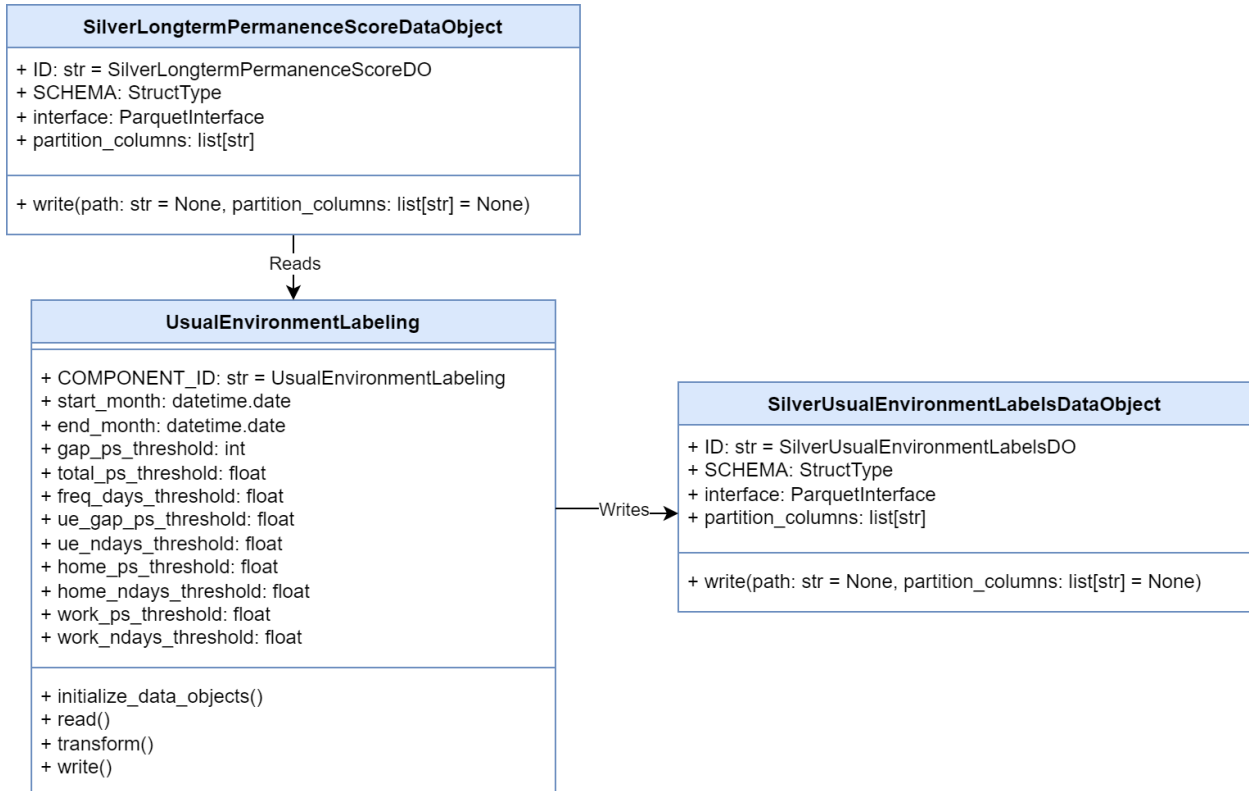 SilverLongtermPermanenceScoreDataObject
+ ID: str = SilverLongtermPermanenceScoreDO
+ SCHEMA: StructType
+ interface: ParquetInterface
+ partition_columns: list[str]
+ write(path: str = None, partition_columns: list[str] = None)
Reads
UsualEnvironmentLabeling
+ COMPONENT_ID: str = UsualEnvironmentLabeling
+ start_month: datetime.date
+ end_month: datetime.date
+ gap_ps_threshold: int
+ total_ps_threshold: float
+ freq_days_threshold: float
+ ue_gap_ps_threshold: float
+ ue_ndays_threshold: float
+ home_ps_threshold: float
+ home_ndays_threshold: float
+ work_ps_threshold: float
+ work_ndays_threshold: float
+ initialize_data_objects()
+ read()
+ transform()
+ write()
Writes
SilverUsualEnvironmentLabelsDataObject
+ ID: str = SilverUsualEnvironmentLabelsDO
+ SCHEMA: StructType
+ interface: ParquetInterface
+ partition_columns: list[str]
+ write(path: str = None, partition_columns: list[str] = None)